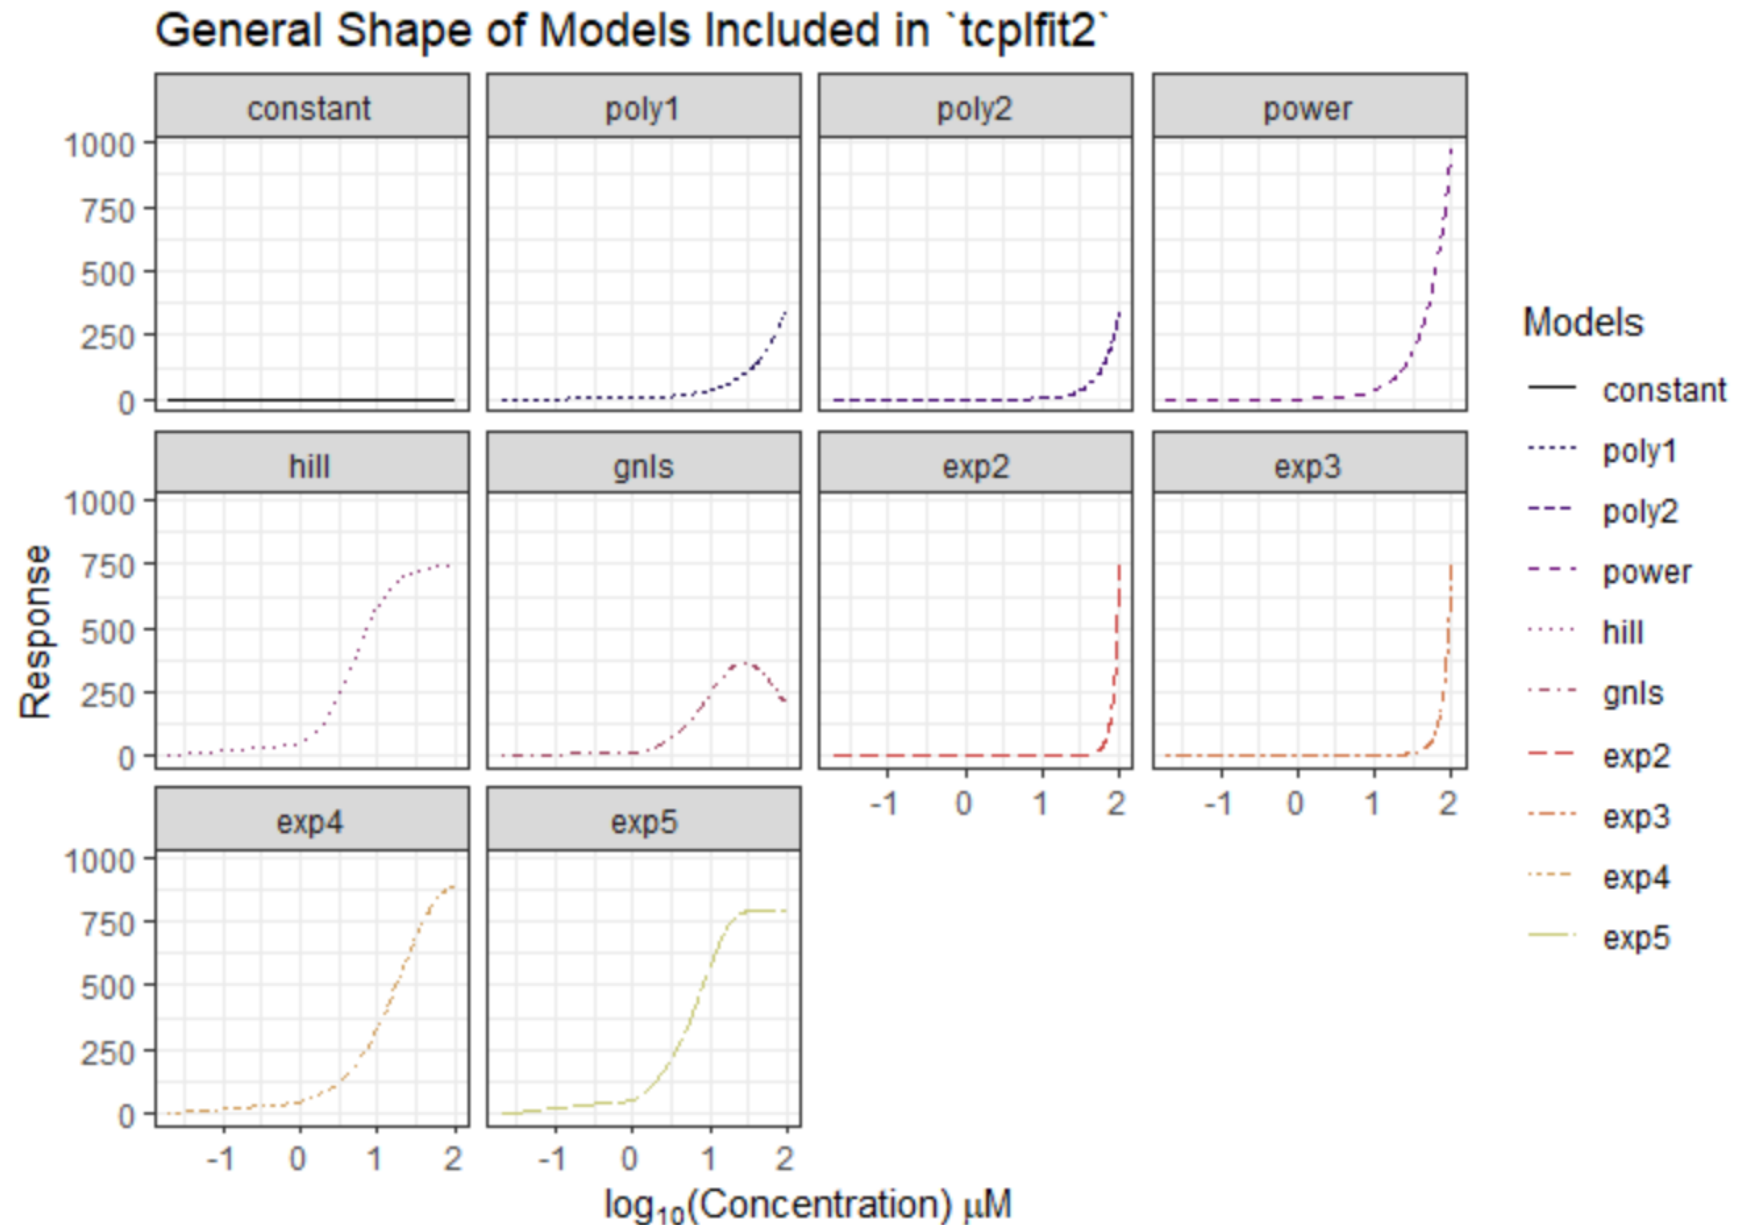 General Shape of Models Included in `tcplfit2`
constant poly1 poly2 power
1000
750
500
250
0
hill gnls exp2 exp3
1000
750
500
250
0
-1 0 1 2 -1 0 1 2
exp4 exp5
1000
750
500
250
0
-1 0 1 2 -1 0 1 2
Response
log10(Concentration) μM
Models
constant
poly1
poly2
power
hill
gnls
exp2
exp3
exp4
exp5